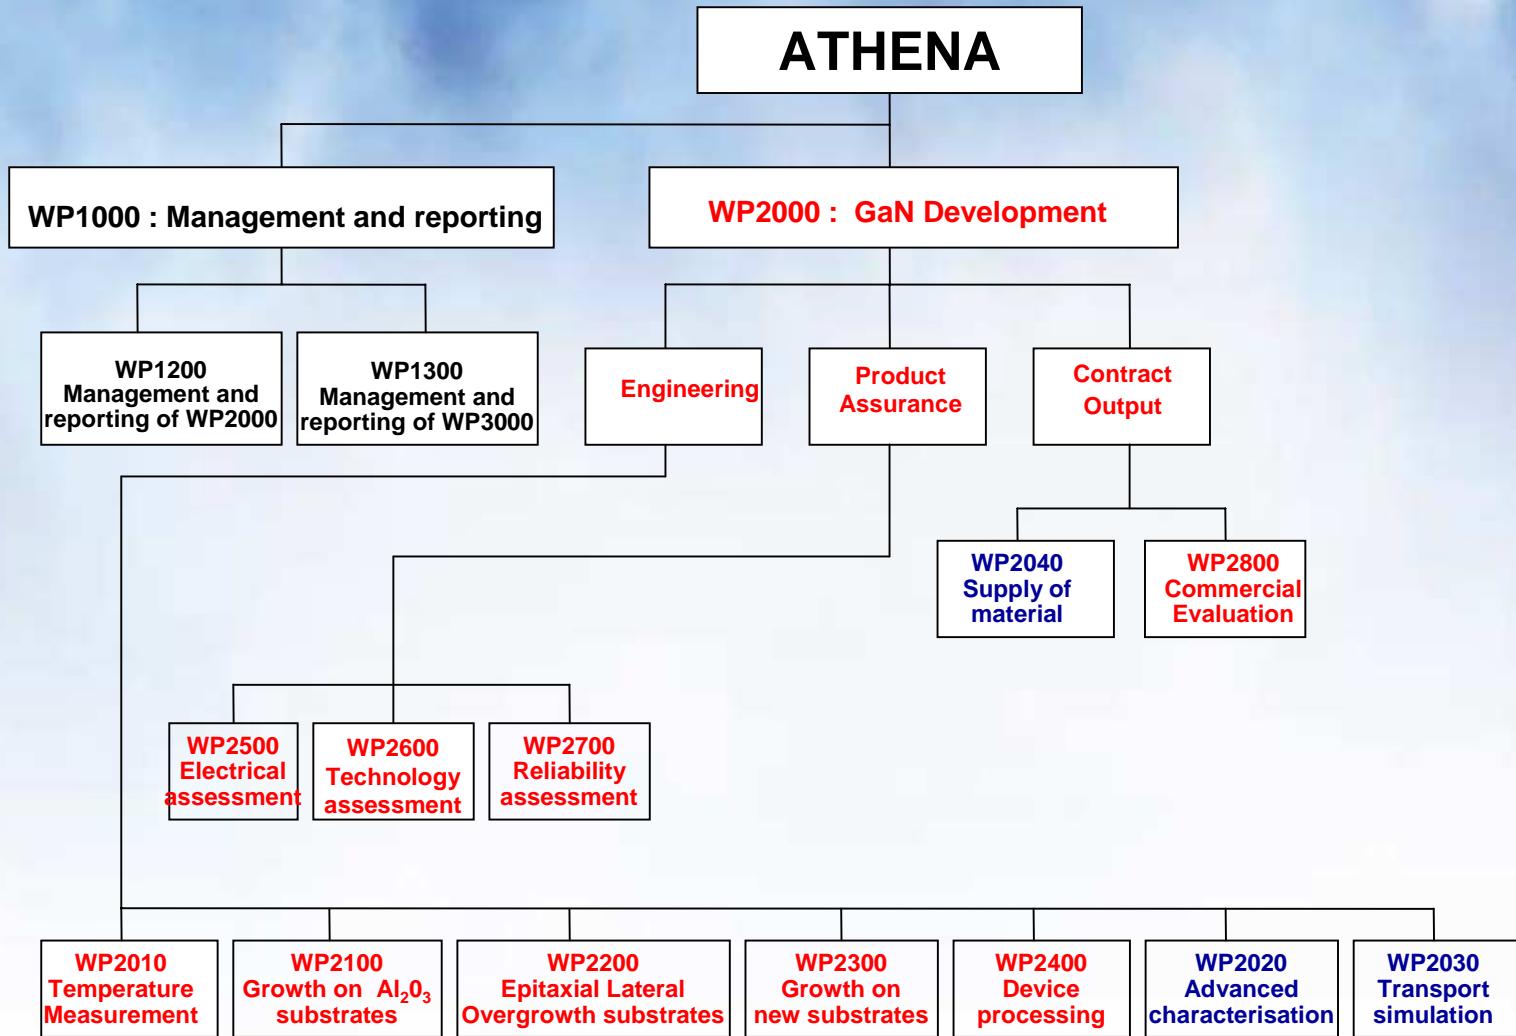 ATHENA
WP1000 : Management and reporting
WP2000 :  GaN Development
WP1200
Management and
reporting of WP2000
WP1300
Management and
reporting of WP3000
Engineering
Product
Assurance
Contract
Output
WP2040
Supply of
material
WP2800
Commercial
Evaluation
WP2500
Electrical
assessment
WP2600
Technology
assessment
WP2700
Reliability
assessment
WP2010
Temperature
Measurement
WP2100
Growth on  Al₂0₃
substrates
WP2200
Epitaxial Lateral
Overgrowth substrates
WP2300
Growth on
new substrates
WP2400
Device
processing
WP2020
Advanced
characterisation
WP2030
Transport
simulation